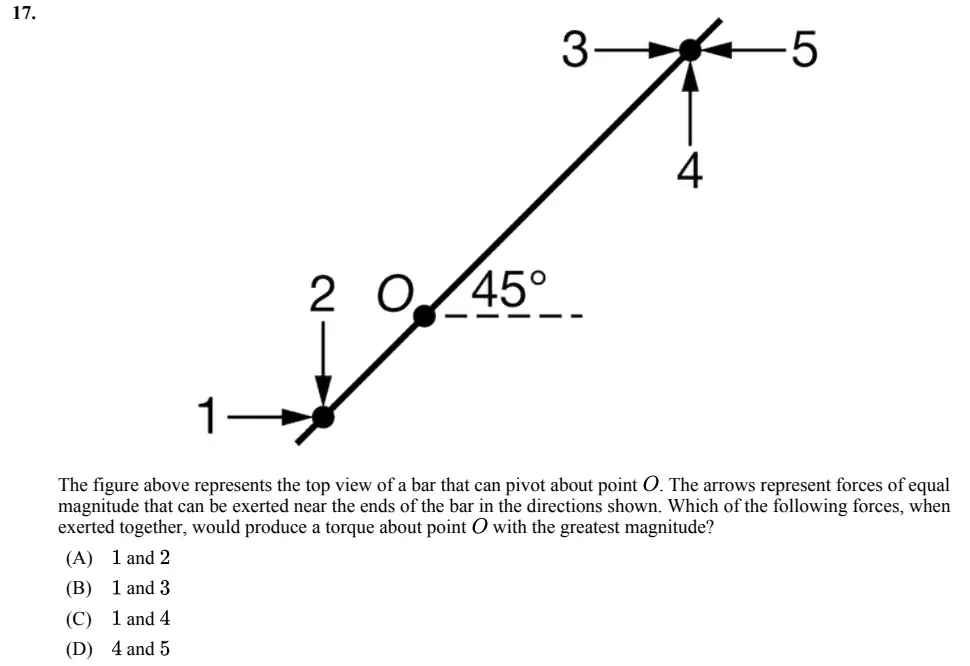 17.
3
5
4
2
O
45°
1
The figure above represents the top view of a bar that can pivot about point O. The arrows represent forces of equal
magnitude that can be exerted near the ends of the bar in the directions shown. Which of the following forces, when
exerted together, would produce a torque about point O with the greatest magnitude?
(A) 1 and 2
(B) 1 and 3
(C) 1 and 4
(D) 4 and 5